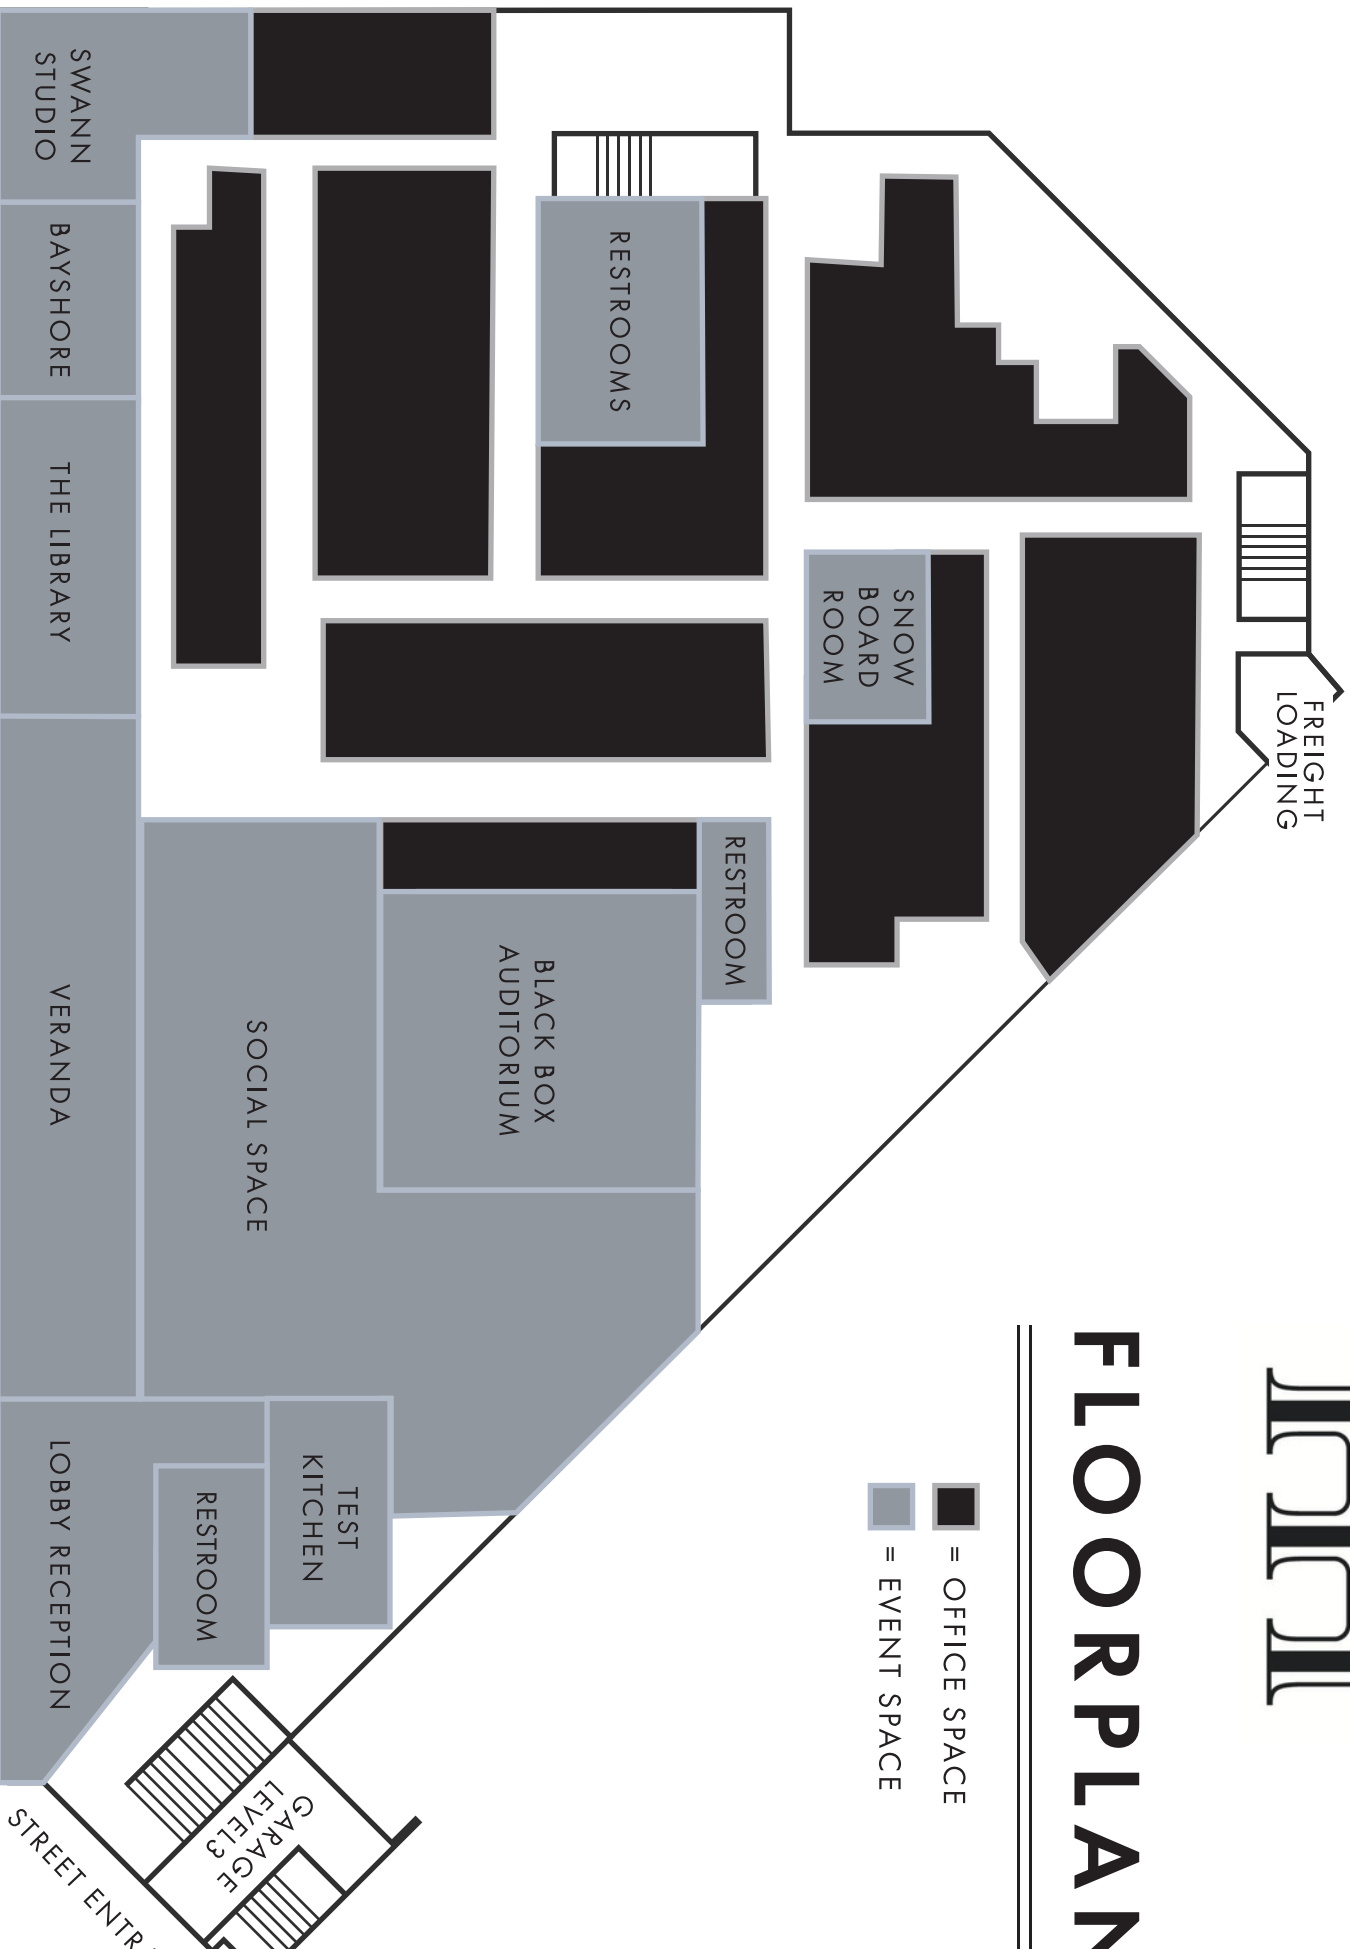 FLOORPLAN
= OFFICE SPACE
= EVENT SPACE
FREIGHT
LOADING
SNOW
BOARD
ROOM
RESTROOMS
SWANN
STUDIO
BAYSHORE
THE LIBRARY
VERANDA
RESTROOM
BLACK BOX
AUDITORIUM
SOCIAL SPACE
TEST
KITCHEN
RESTROOM
LOBBY RECEPTION
GARAGE
LEVEL3
STREET